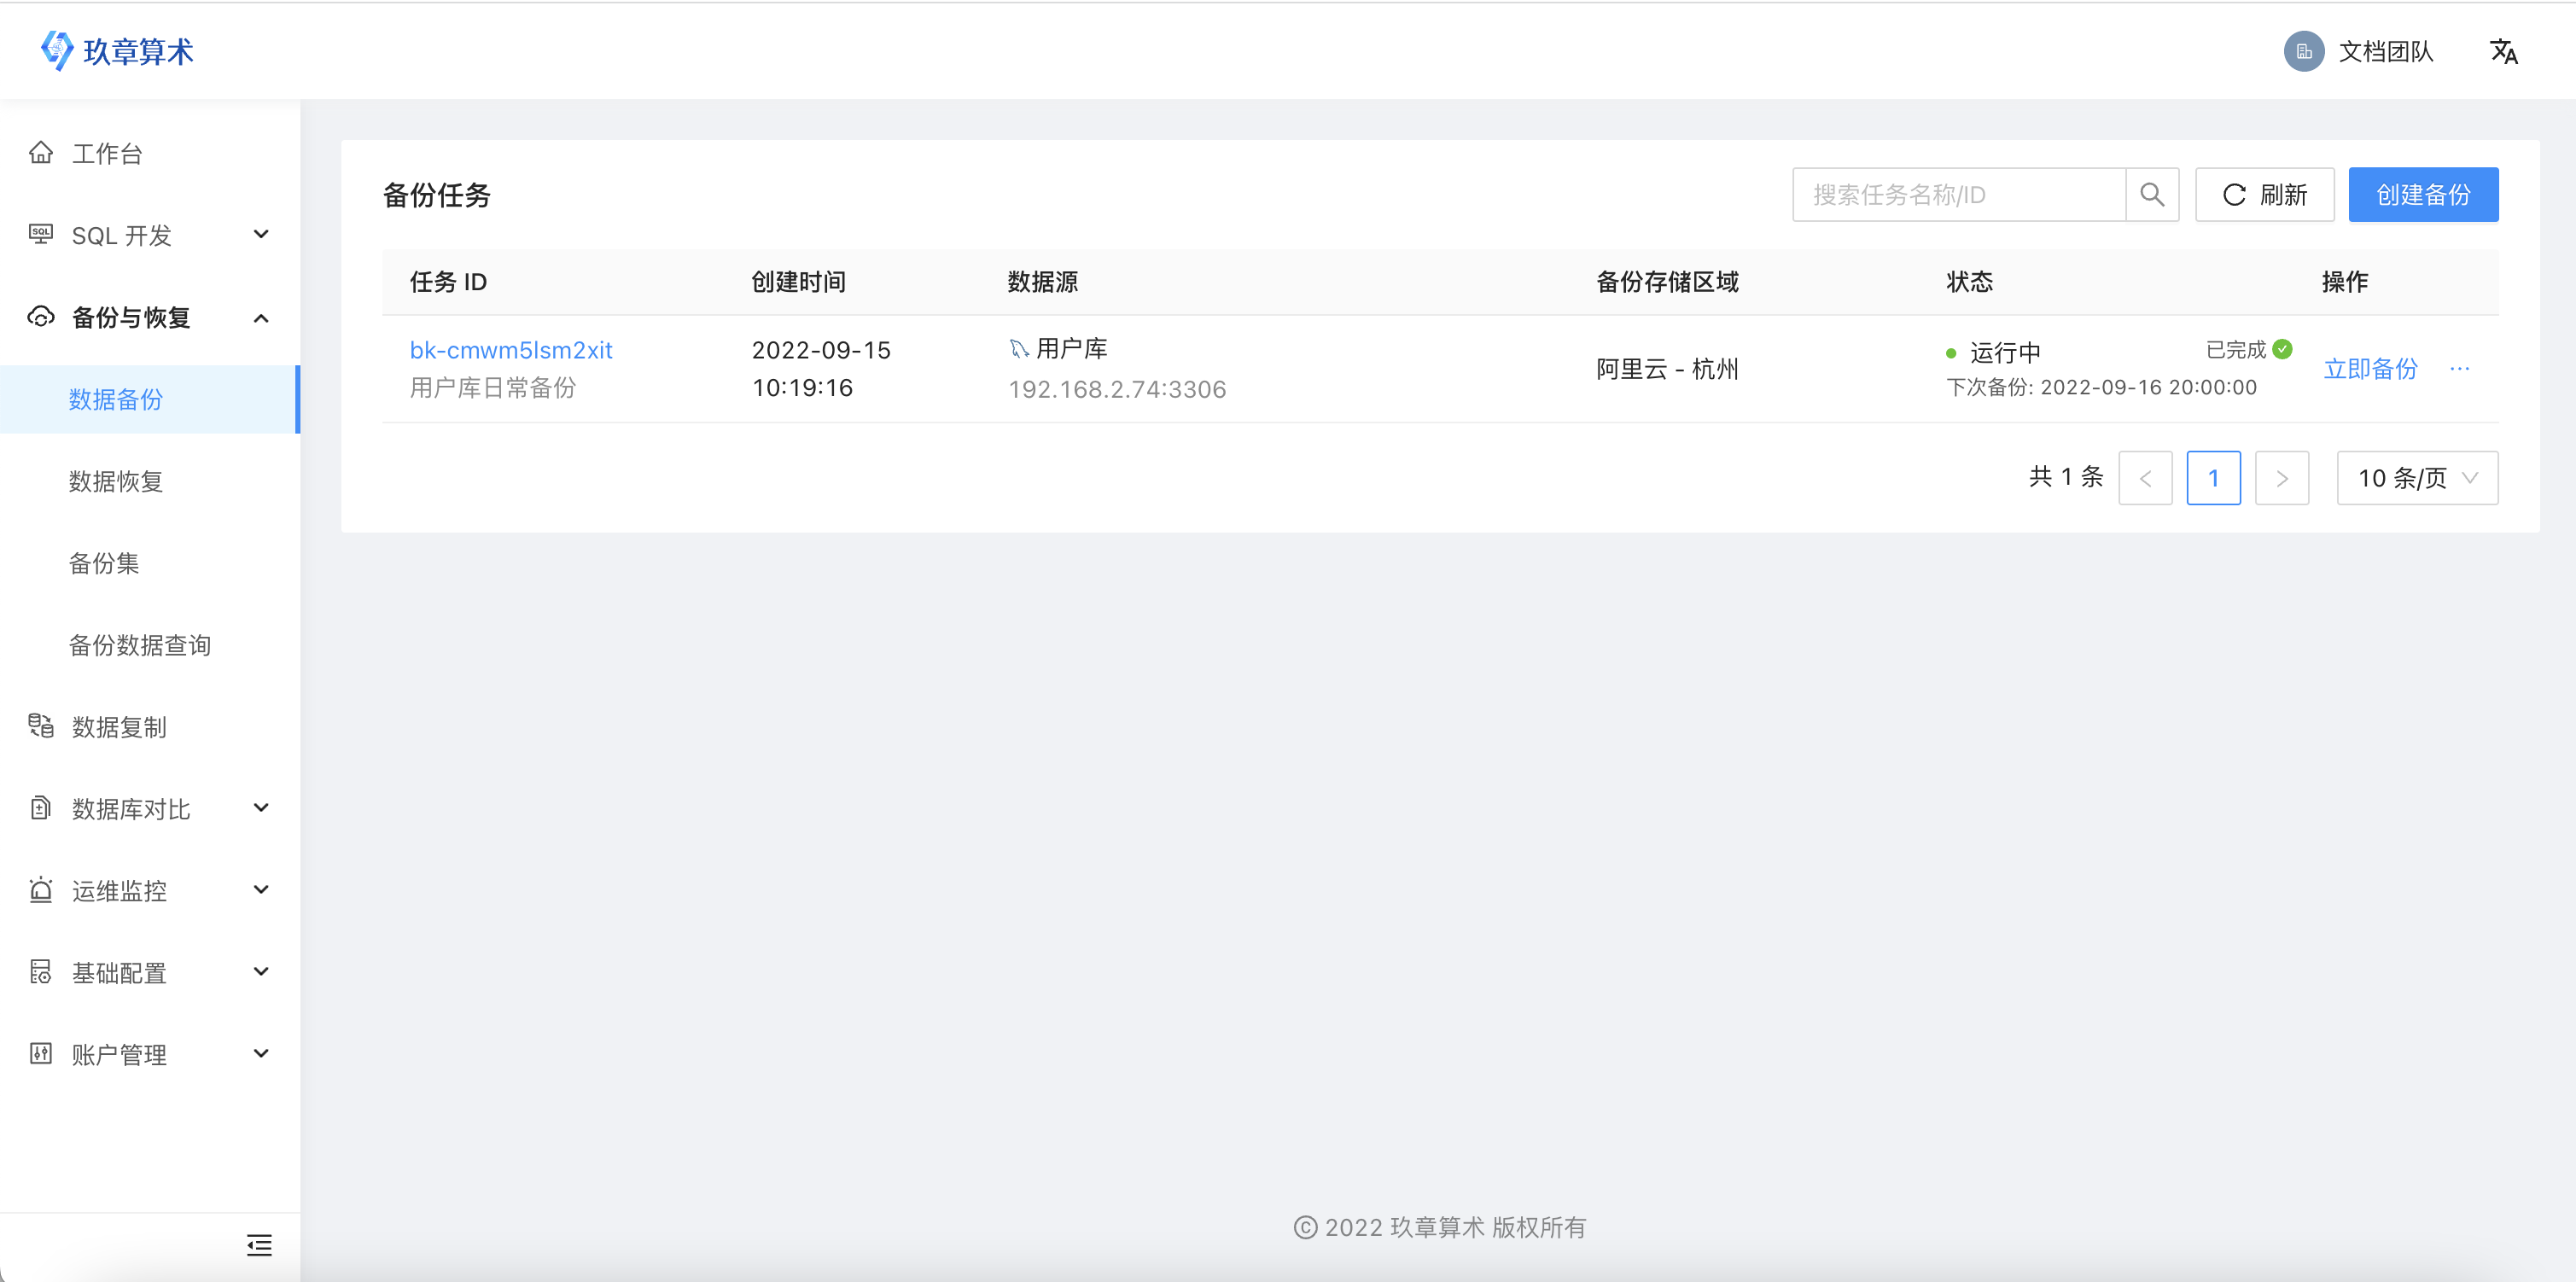 玖章算术
文档团队
工作台
SQL 开发
备份与恢复
数据备份
数据恢复
备份集
备份数据查询
数据复制
数据库对比
运维监控
基础配置
账户管理
备份任务
搜索任务名称/ID
刷新
创建备份
任务 ID 创建时间 数据源 备份存储区域 状态 操作
bk-cmwm5lsm2xit
用户库日常备份
2022-09-15
10:19:16
用户库
192.168.2.74:3306
阿里云 - 杭州
运行中 已完成
下次备份: 2022-09-16 20:00:00
立即备份 ···
共 1 条 < 1 > 10 条/页
© 2022 玖章算术 版权所有